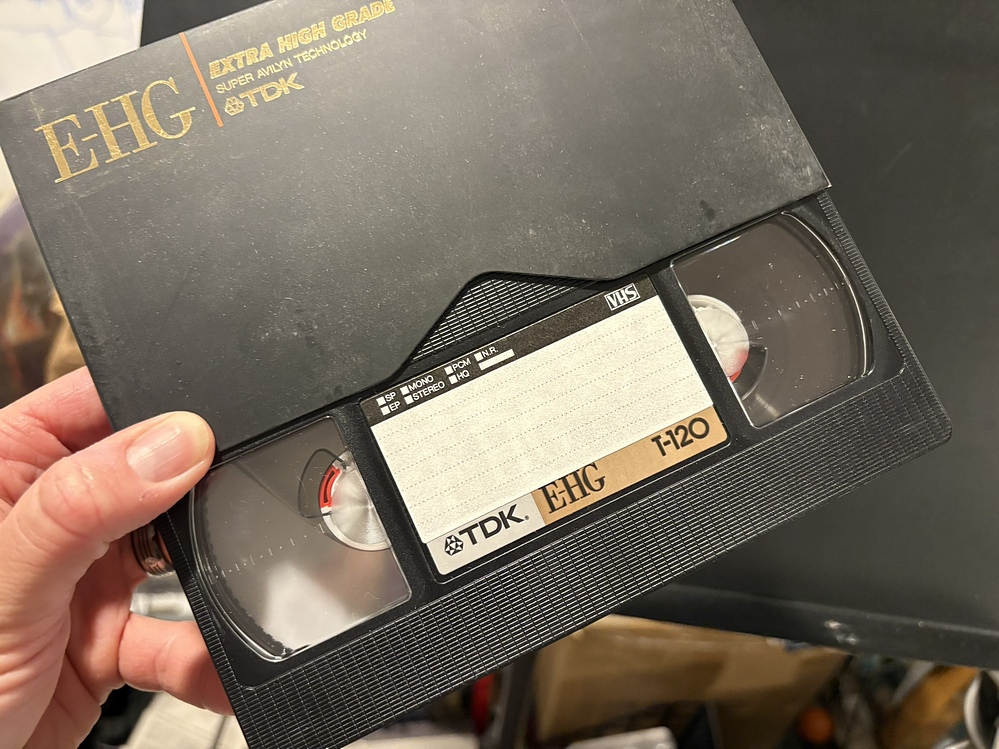 E-HG
EXTRA HIGH GRADE
SUPER AVILYN TECHNOLOGY
TDK
VHS
SP MONO PCM N.R.
EP STEREO HQ
T-120
TDK. E-HG